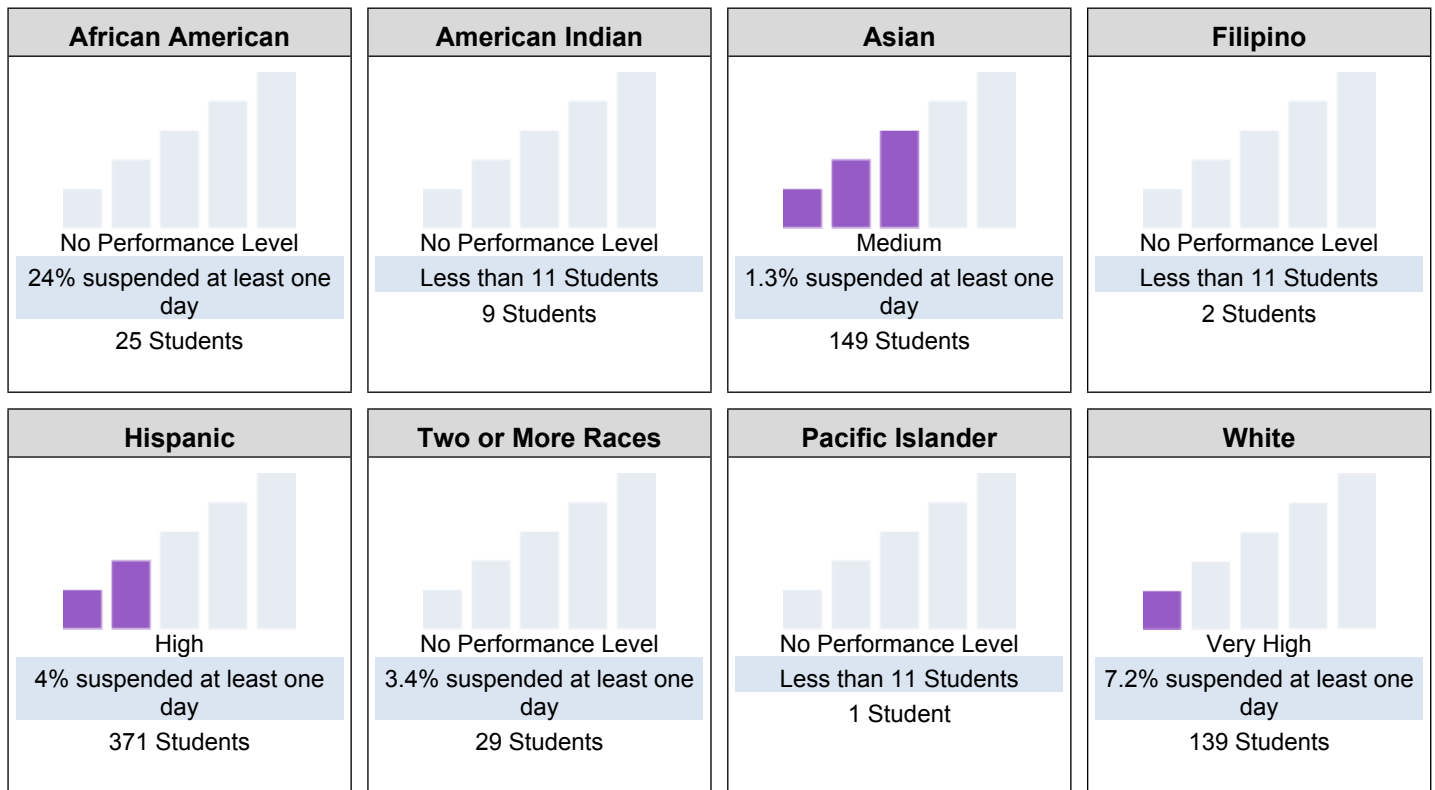 African American
No Performance Level
24% suspended at least one
day
25 Students
American Indian
No Performance Level
Less than 11 Students
9 Students
Asian
Medium
1.3% suspended at least one
day
149 Students
Filipino
No Performance Level
Less than 11 Students
2 Students
Hispanic
High
4% suspended at least one
day
371 Students
Two or More Races
No Performance Level
3.4% suspended at least one
day
29 Students
Pacific Islander
No Performance Level
Less than 11 Students
1 Student
White
Very High
7.2% suspended at least one
day
139 Students